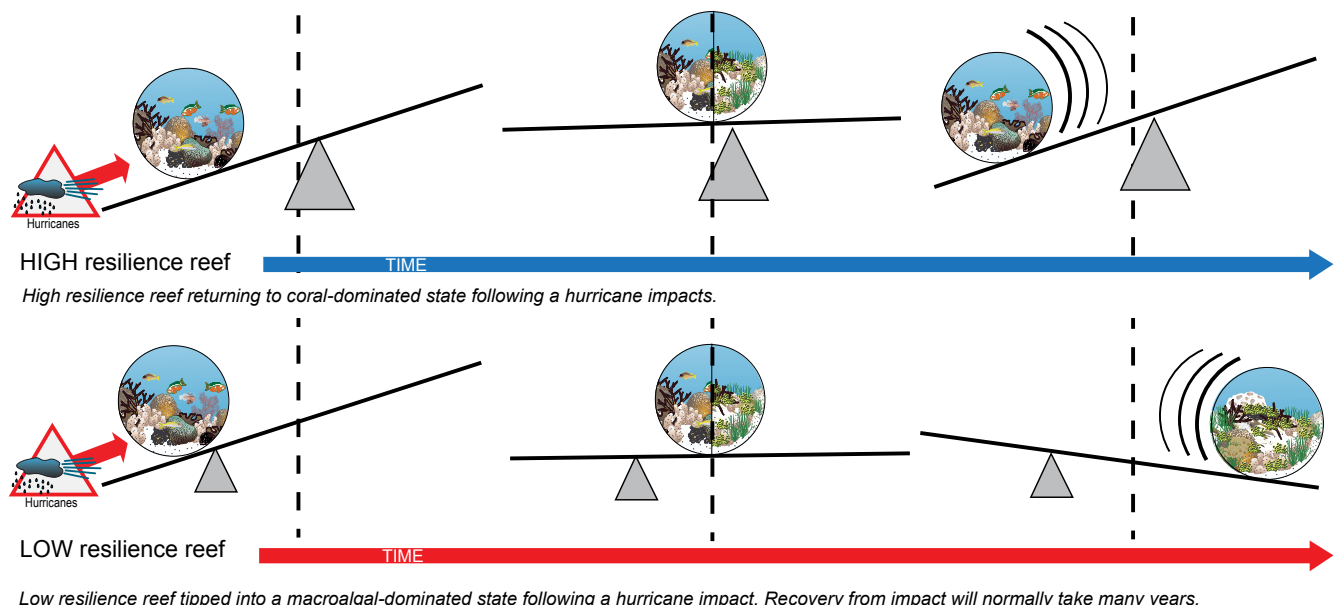 Hurricanes
HIGH resilience reef
TIME
High resilience reef returning to coral-dominated state following a hurricane impacts.
Hurricanes
LOW resilience reef
TIME
Low resilience reef tipped into a macroalgal-dominated state following a hurricane impact. Recovery from impact will normally take many years.